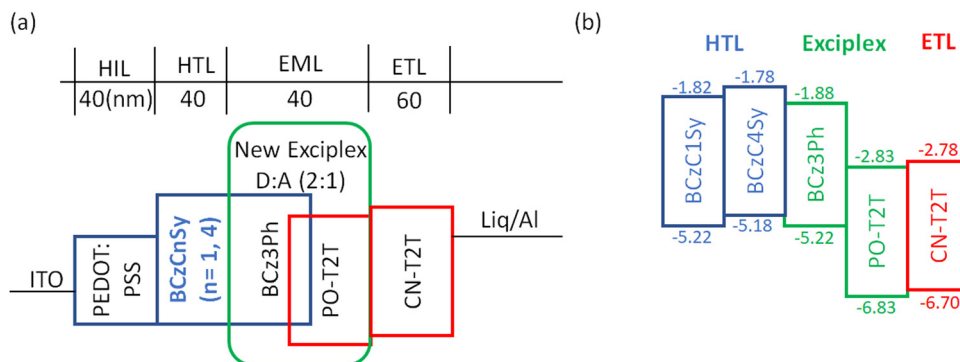 (a)
HIL HTL EML ETL
40(nm) 40 40 60
New Exciplex
D:A (2:1)
ITO
PEDOT:
PSS
BCzCnSy
(n= 1, 4)
BCz3Ph
PO-T2T
CN-T2T
Liq/Al
(b)
HTL Exciplex ETL
-1.82 -1.78 -1.88 -2.83 -2.78
BCzC1Sy
BCzC4Sy
BCz3Ph
PO-T2T
CN-T2T
-5.22 -5.18 -5.22 -6.83 -6.70